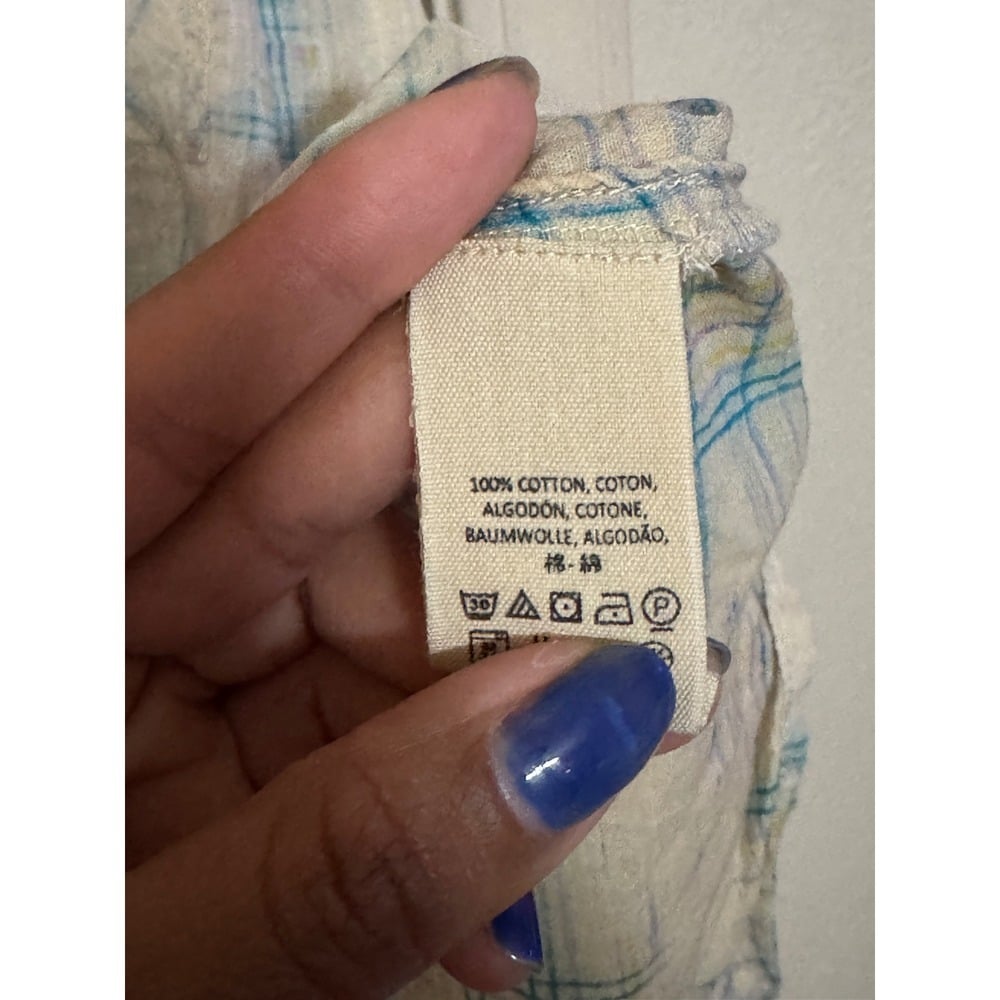 100% COTTON, COTON,
ALGODÓN, COTONE,
BAUMWOLLE, ALGODÃO,
棉- 綿
30 P